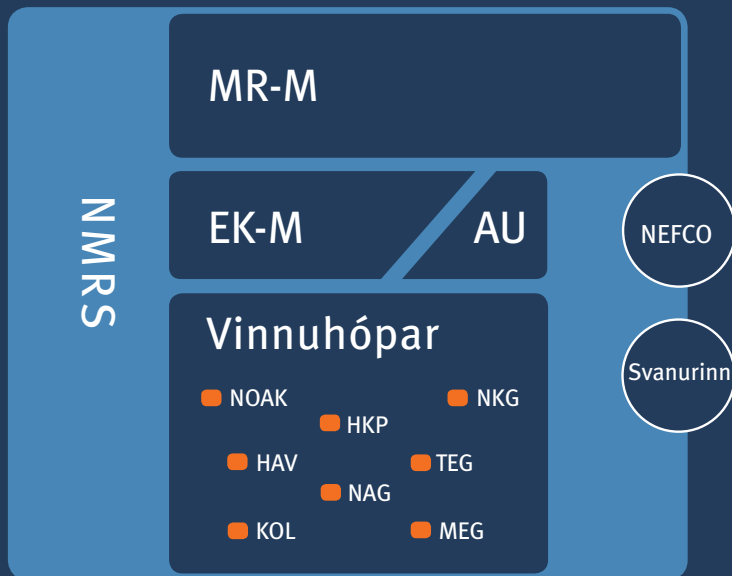 NMRS
MR-M
EK-M
AU
NEFCO
Vinnuhópar
Svanurinn
NOAK
NKG
HKP
HAV
TEG
NAG
KOL
MEG